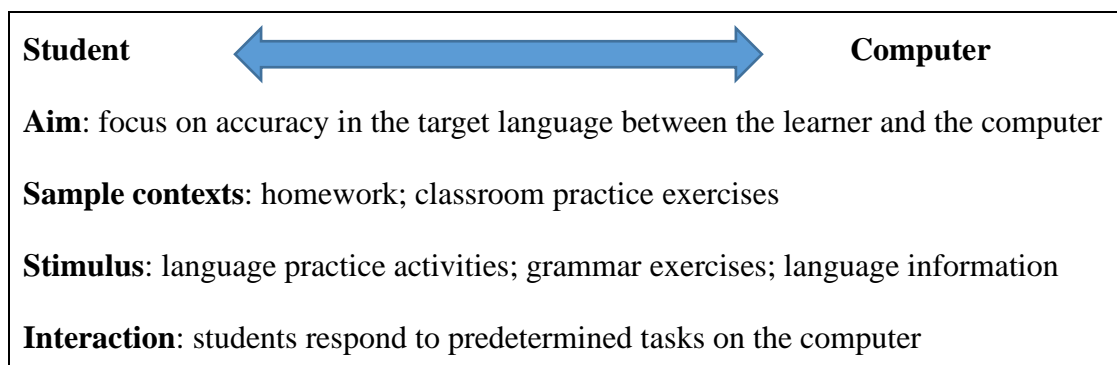 Student Computer
Aim: focus on accuracy in the target language between the learner and the computer
Sample contexts: homework; classroom practice exercises
Stimulus: language practice activities; grammar exercises; language information
Interaction: students respond to predetermined tasks on the computer